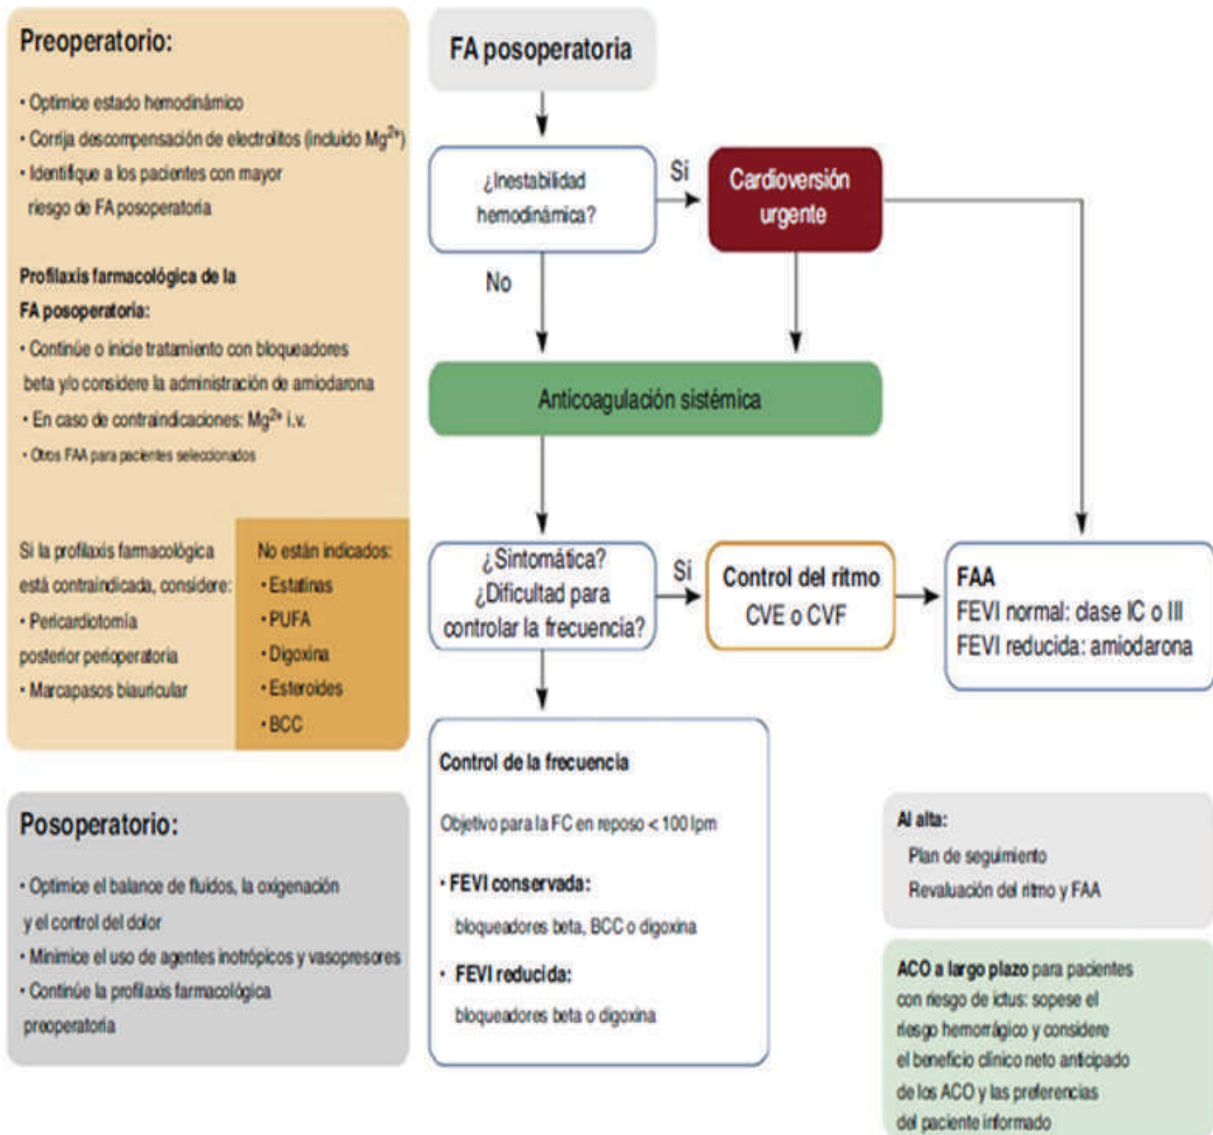 Preoperatorio:
• Optimice estado hemodinámico
• Corrija descompensación de electrolitos (incluido Mg2+)
• Identifique a los pacientes con mayor
riesgo de FA posoperatoria
Profilaxis farmacológica de la
FA posoperatoria:
• Continúe o inicie tratamiento con bloqueadores
beta y/o considere la administración de amiodarona
• En caso de contraindicaciones: Mg2+ i.v.
• Otros FAA para pacientes seleccionados
Si la profilaxis farmacológica
está contraindicada, considere:
• Pericardiotomía
posterior perioperatoria
• Marcapasos biauricular
No están indicados:
• Estatinas
• PUFA
• Digoxina
• Esteroides
• BCC
Posoperatorio:
• Optimice el balance de fluidos, la oxigenación
y el control del dolor
• Minimice el uso de agentes inotrópicos y vasopresores
• Continúe la profilaxis farmacológica
preoperatoria
FA posoperatoria
¿Inestabilidad
hemodinámica?
Sí
Cardioversión
urgente
No
Anticoagulación sistémica
¿Sintomática?
¿Dificultad para
controlar la frecuencia?
Sí
Control del ritmo
CVE o CVF
FAA
FEVI normal: clase IC o III
FEVI reducida: amiodarona
Control de la frecuencia
Objetivo para la FC en reposo < 100 lpm
• FEVI conservada:
bloqueadores beta, BCC o digoxina
• FEVI reducida:
bloqueadores beta o digoxina
Al alta:
Plan de seguimiento
Revaluación del ritmo y FAA
ACO a largo plazo para pacientes
con riesgo de ictus: sopese el
riesgo hemorrágico y considere
el beneficio clínico neto anticipado
de los ACO y las preferencias
del paciente informado